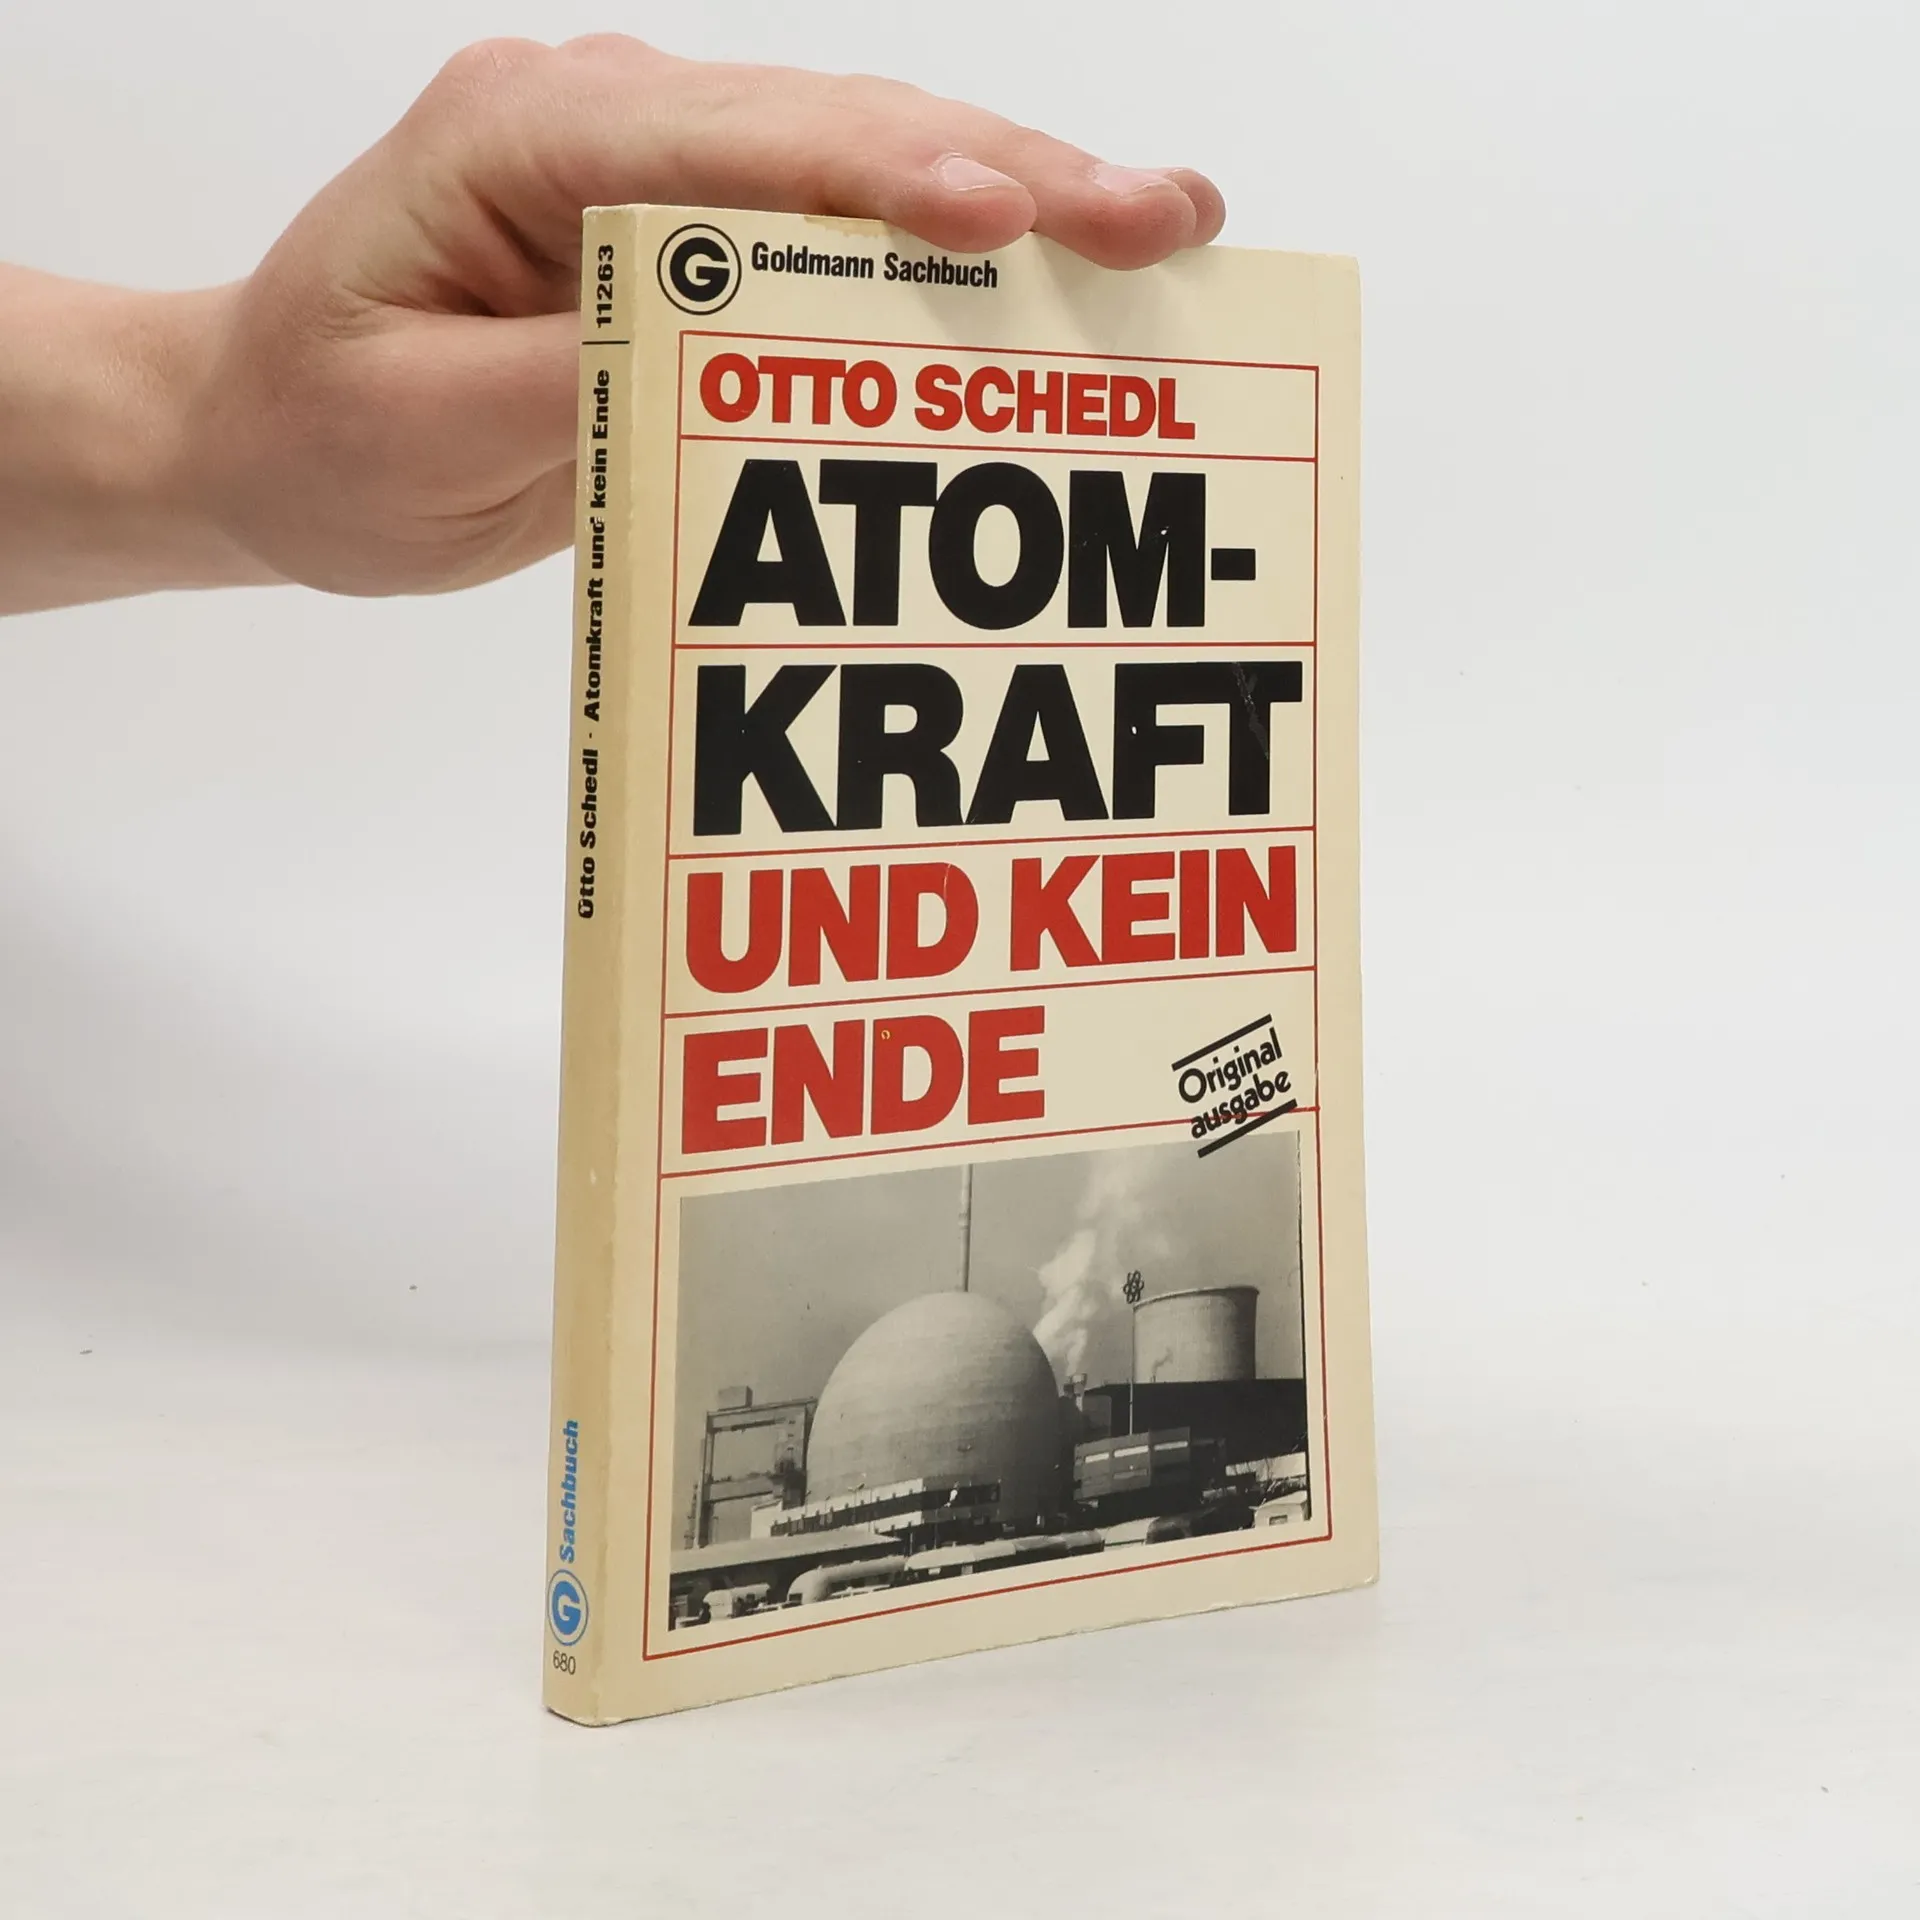 G Goldmann Sachbuch
OTTO SCHEDL
ATOM-
KRAFT
UND KEIN
ENDE
Original
ausgabe
11263
Otto Schedl · Atomkraft und kein Ende
Sachbuch
G
680